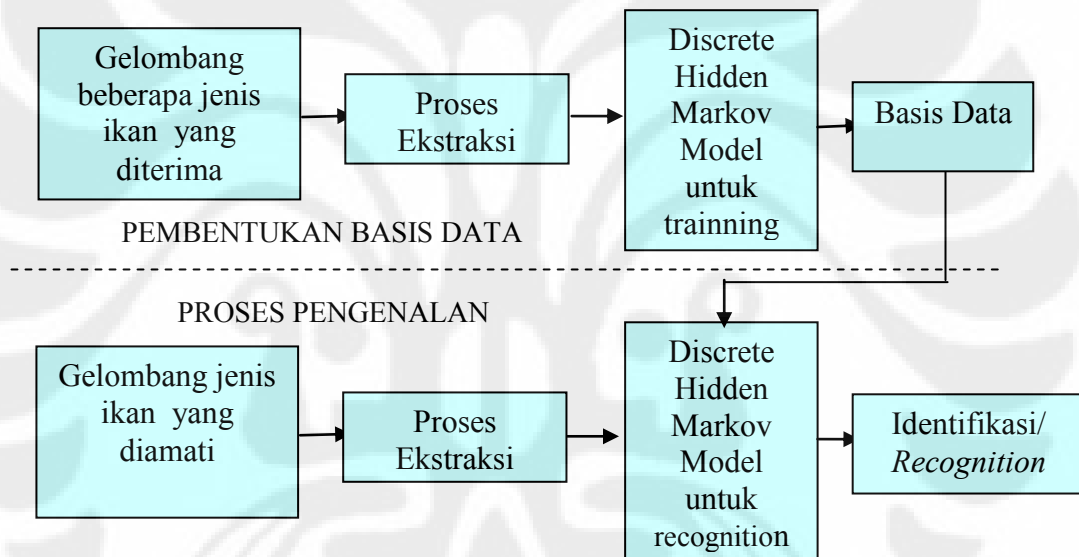 Gelombang
beberapa jenis
ikan yang
diterima
Proses
Ekstraksi
Discrete
Hidden
Markov
Model
untuk
trainning
Basis Data
PEMBENTUKAN BASIS DATA
PROSES PENGENALAN
Gelombang jenis
ikan yang
diamati
Proses
Ekstraksi
Discrete
Hidden
Markov
Model
untuk
recognition
Identifikasi/
Recognition